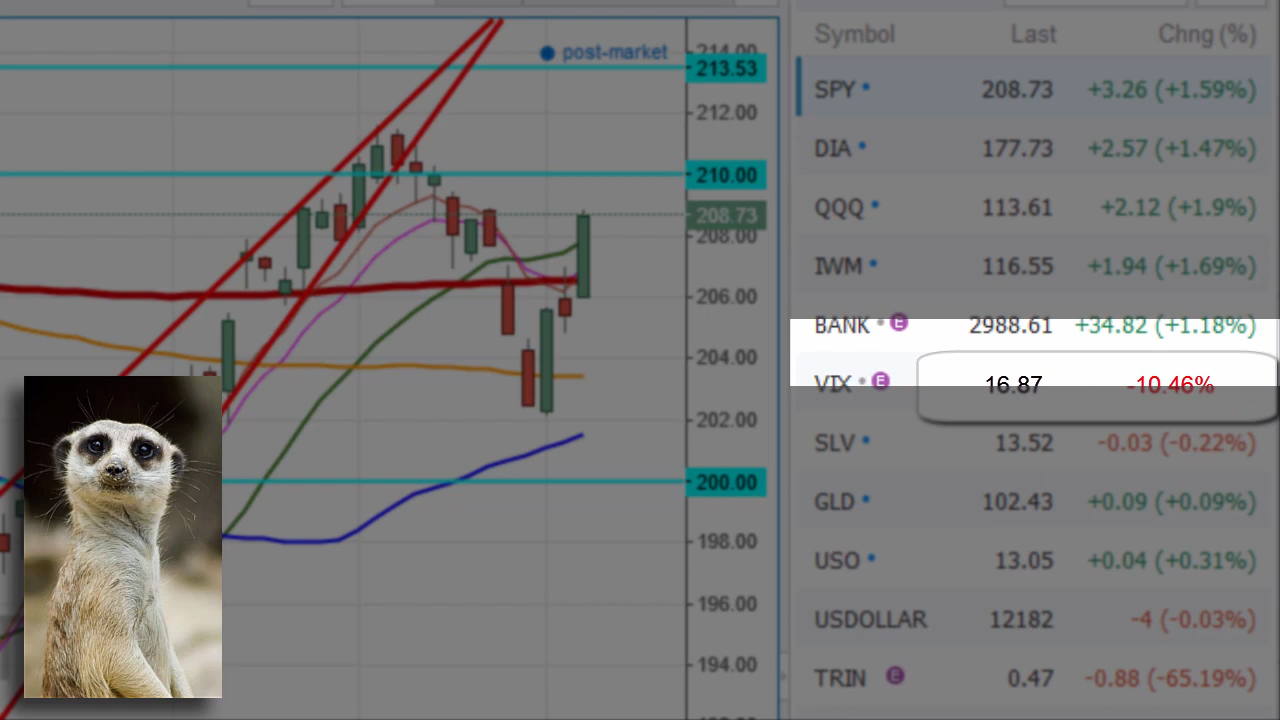 post-market
214.00
213.53
212.00
210.00
208.73
208.00
206.00
204.00
202.00
200.00
198.00
196.00
194.00
Symbol Last Chng (%)
SPY 208.73 +3.26 (+1.59%)
DIA 177.73 +2.57 (+1.47%)
QQQ 113.61 +2.12 (+1.9%)
IWM 116.55 +1.94 (+1.69%)
BANK E 2988.61 +34.82 (+1.18%)
VIX E 16.87 -10.46%
SLV 13.52 -0.03 (-0.22%)
GLD 102.43 +0.09 (+0.09%)
USO 13.05 +0.04 (+0.31%)
USDOLLAR 12182 -4 (-0.03%)
TRIN E 0.47 -0.88 (-65.19%)